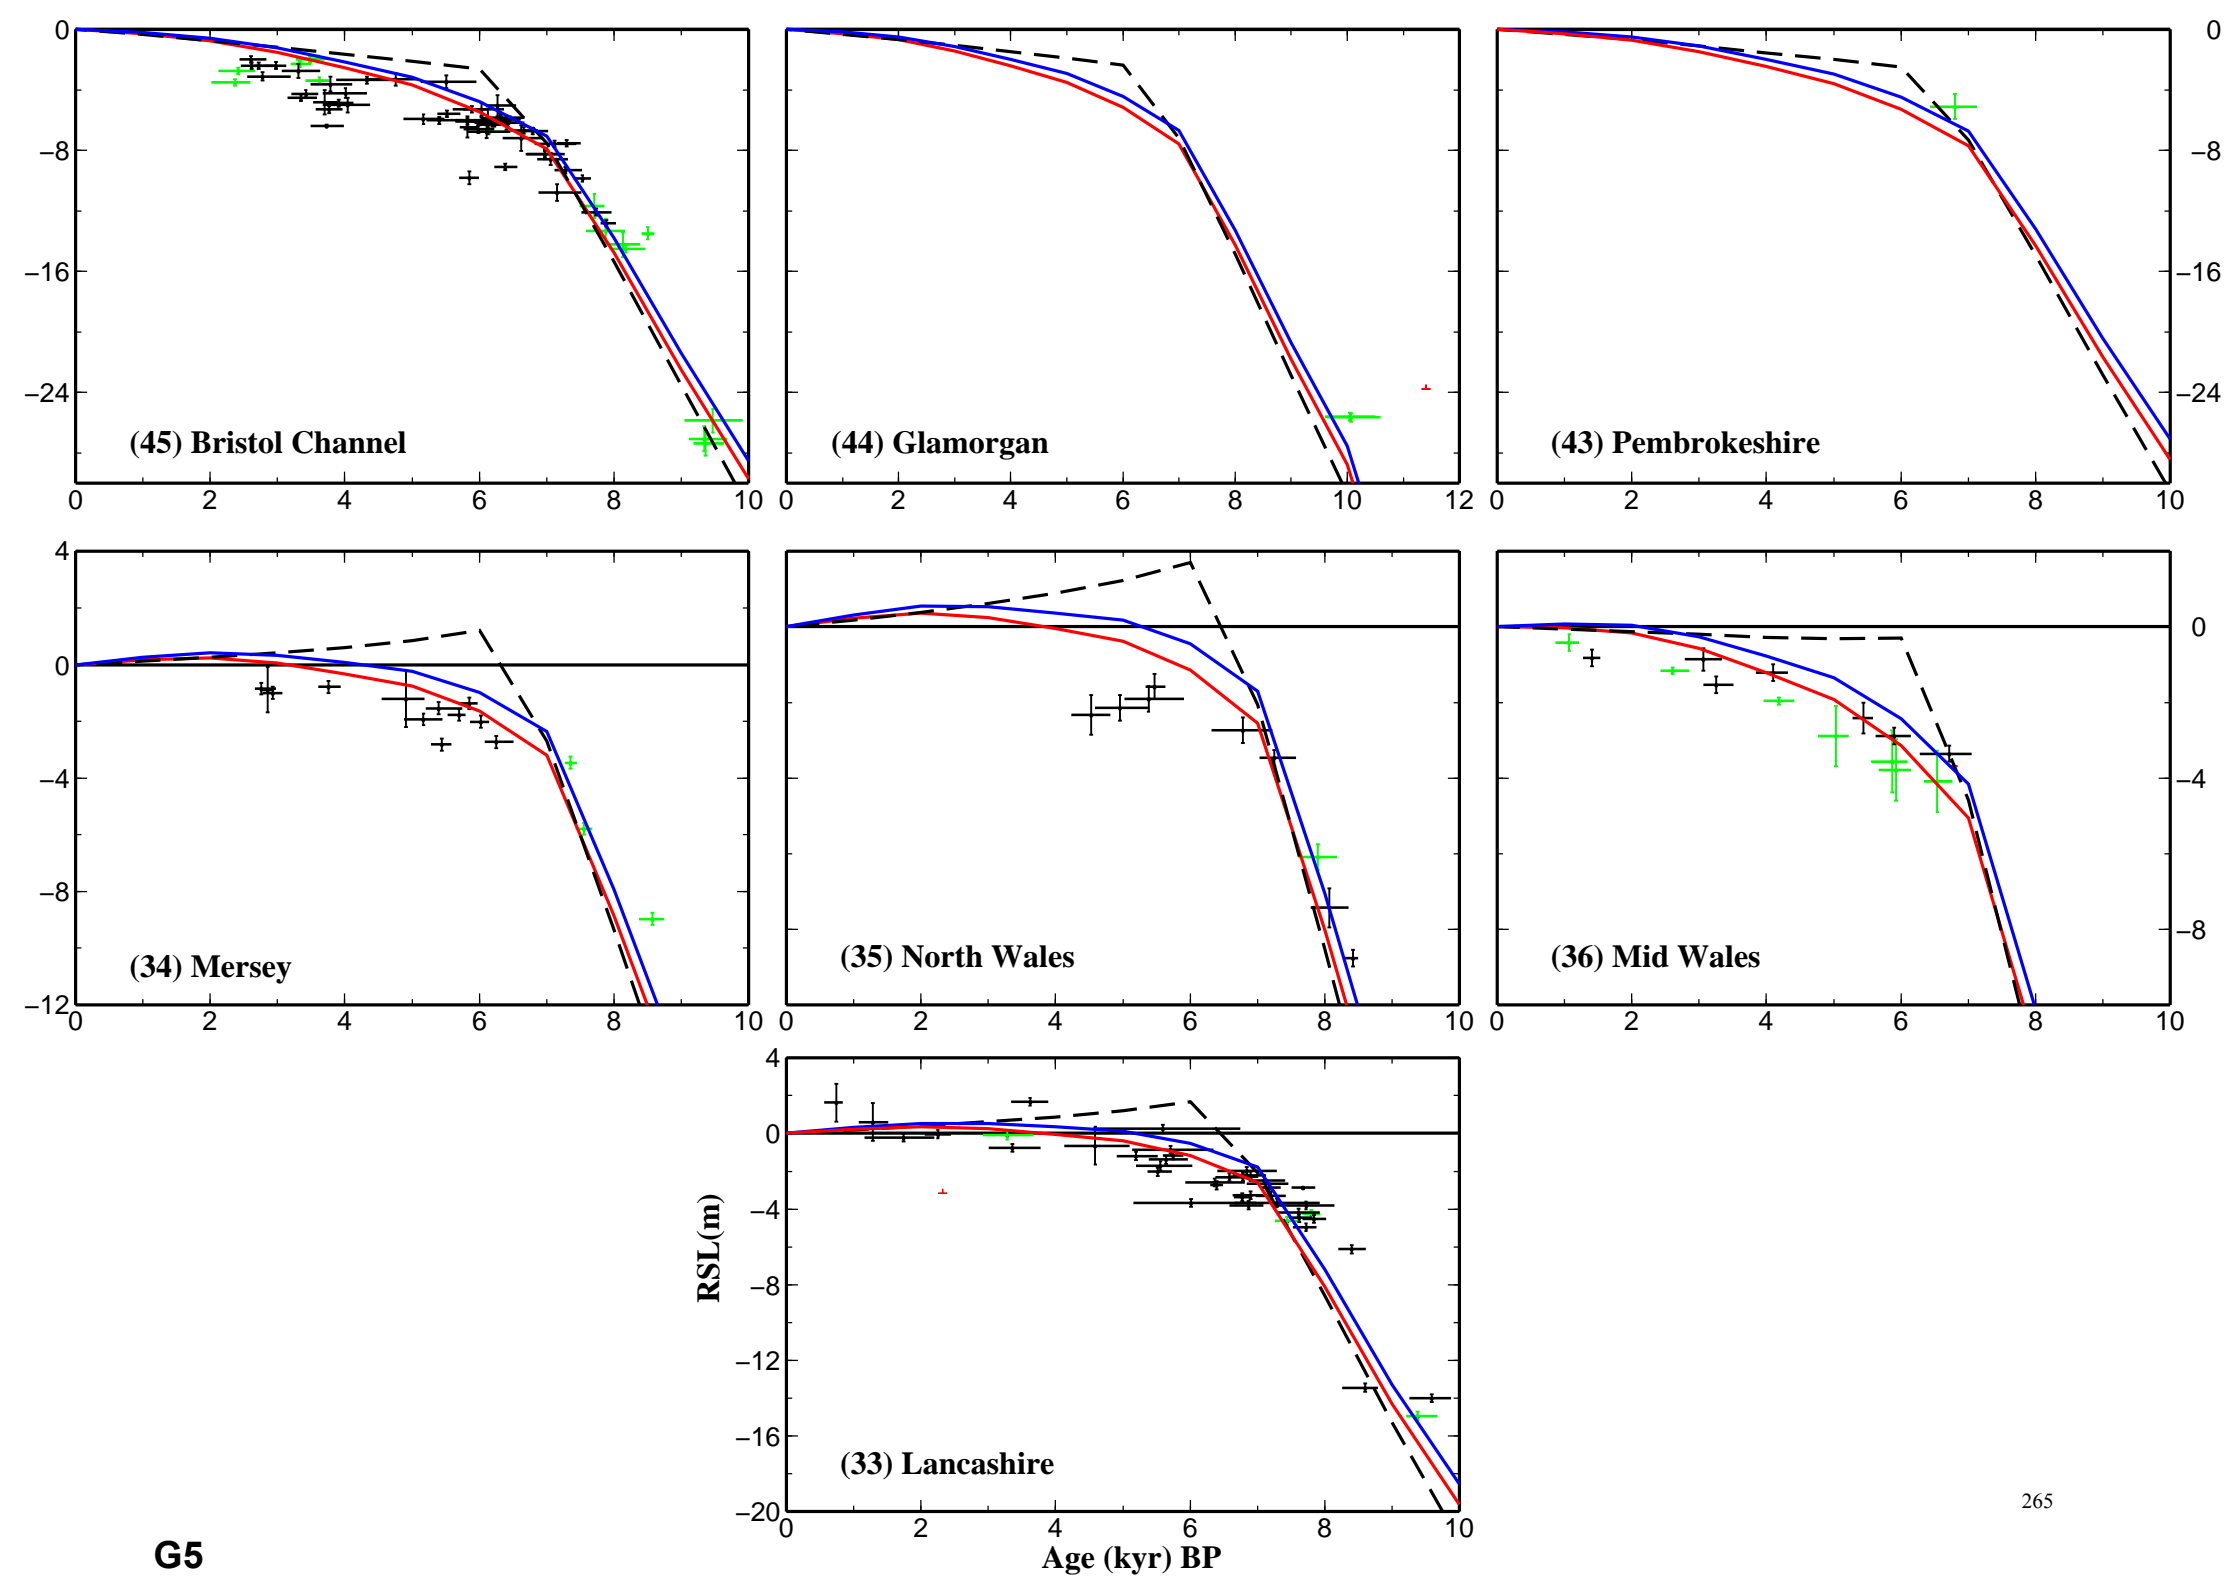 0
−8
−16
−24
(45) Bristol Channel
0 2 4 6 8 10
(44) Glamorgan
0 2 4 6 8 10 12
0
−8
−16
−24
(43) Pembrokeshire
0 2 4 6 8 10
4
0
−4
−8
−12
(34) Mersey
0 2 4 6 8 10
(35) North Wales
0 2 4 6 8 10
0
−4
−8
(36) Mid Wales
0 2 4 6 8 10
4
0
−4
−8
−12
−16
−20
RSL(m)
(33) Lancashire
0 2 4 6 8 10
Age (kyr) BP
265
G5